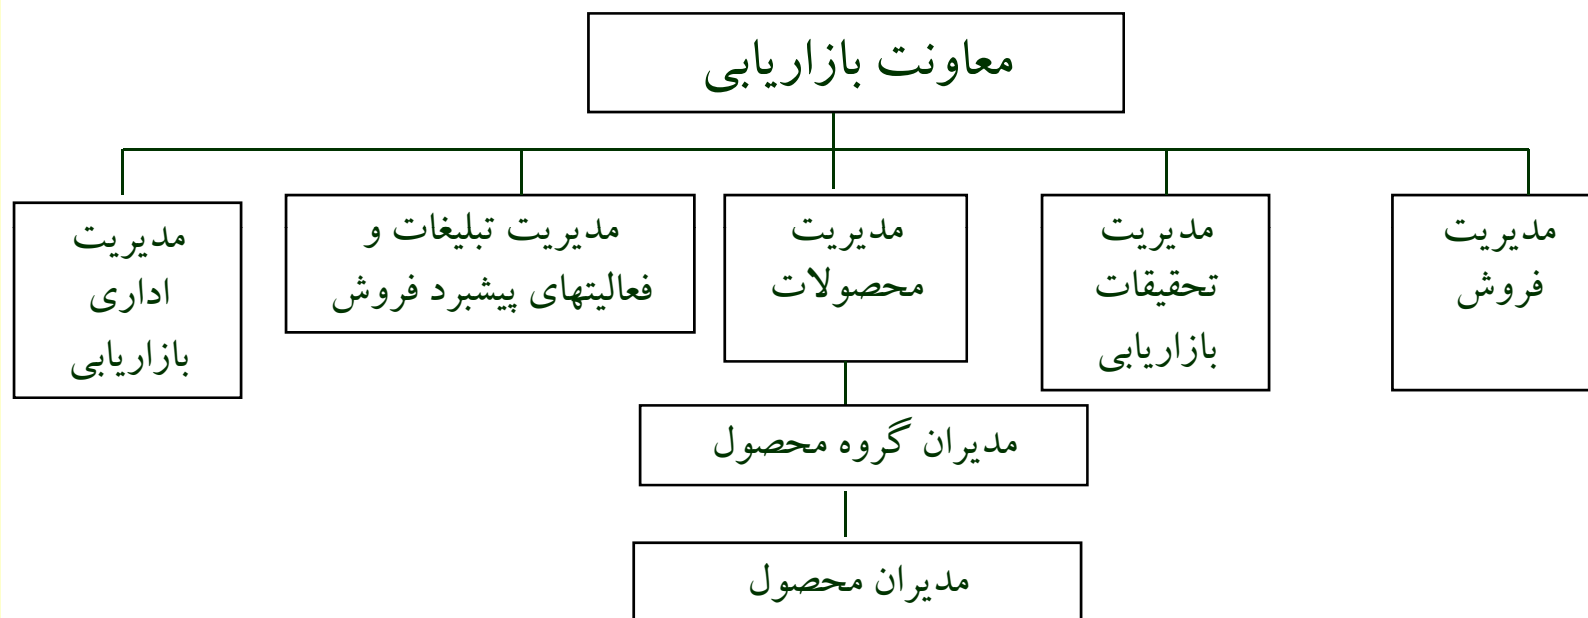 معاونت بازاریابی
مدیریت
فروش
مدیریت
تحقیقات
بازاریابی
مدیریت
محصولات
مدیریت تبلیغات و
فعالیتهای پیشبرد فروش
مدیریت
اداری
بازاریابی
مدیران گروه محصول
مدیران محصول